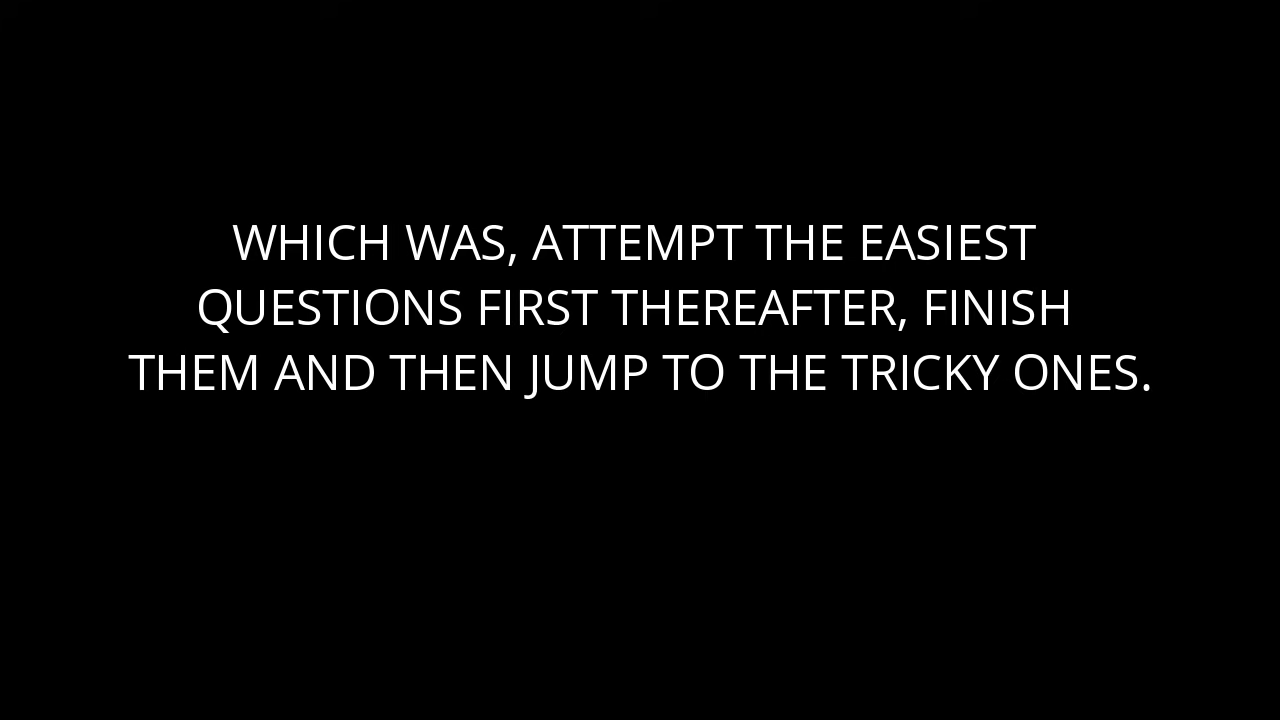 WHICH WAS, ATTEMPT THE EASIEST
QUESTIONS FIRST THEREAFTER, FINISH
THEM AND THEN JUMP TO THE TRICKY ONES.